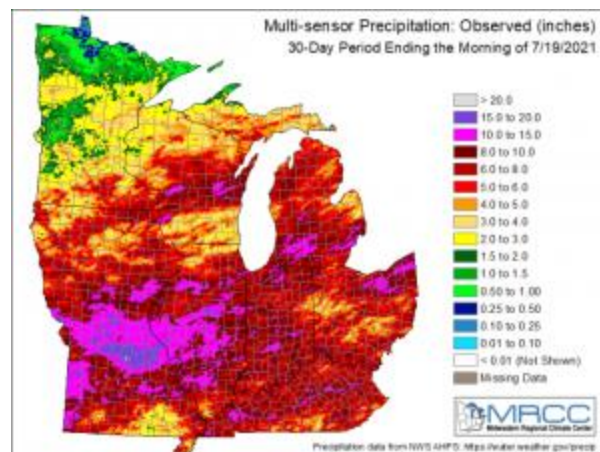 Multi-sensor Precipitation: Observed (inches)
30-Day Period Ending the Morning of 7/19/2021
> 20.0
15.0 to 20.0
10.0 to 15.0
8.0 to 10.0
6.0 to 8.0
5.0 to 6.0
4.0 to 5.0
3.0 to 4.0
2.0 to 3.0
1.5 to 2.0
1.0 to 1.5
0.50 to 1.00
0.25 to 0.50
0.10 to 0.25
0.01 to 0.10
< 0.01 (Not Shown)
Missing Data
MRCC
Midwestern Regional Climate Center
Precipitation data from NWS AHPS: https://water.weather.gov/precip